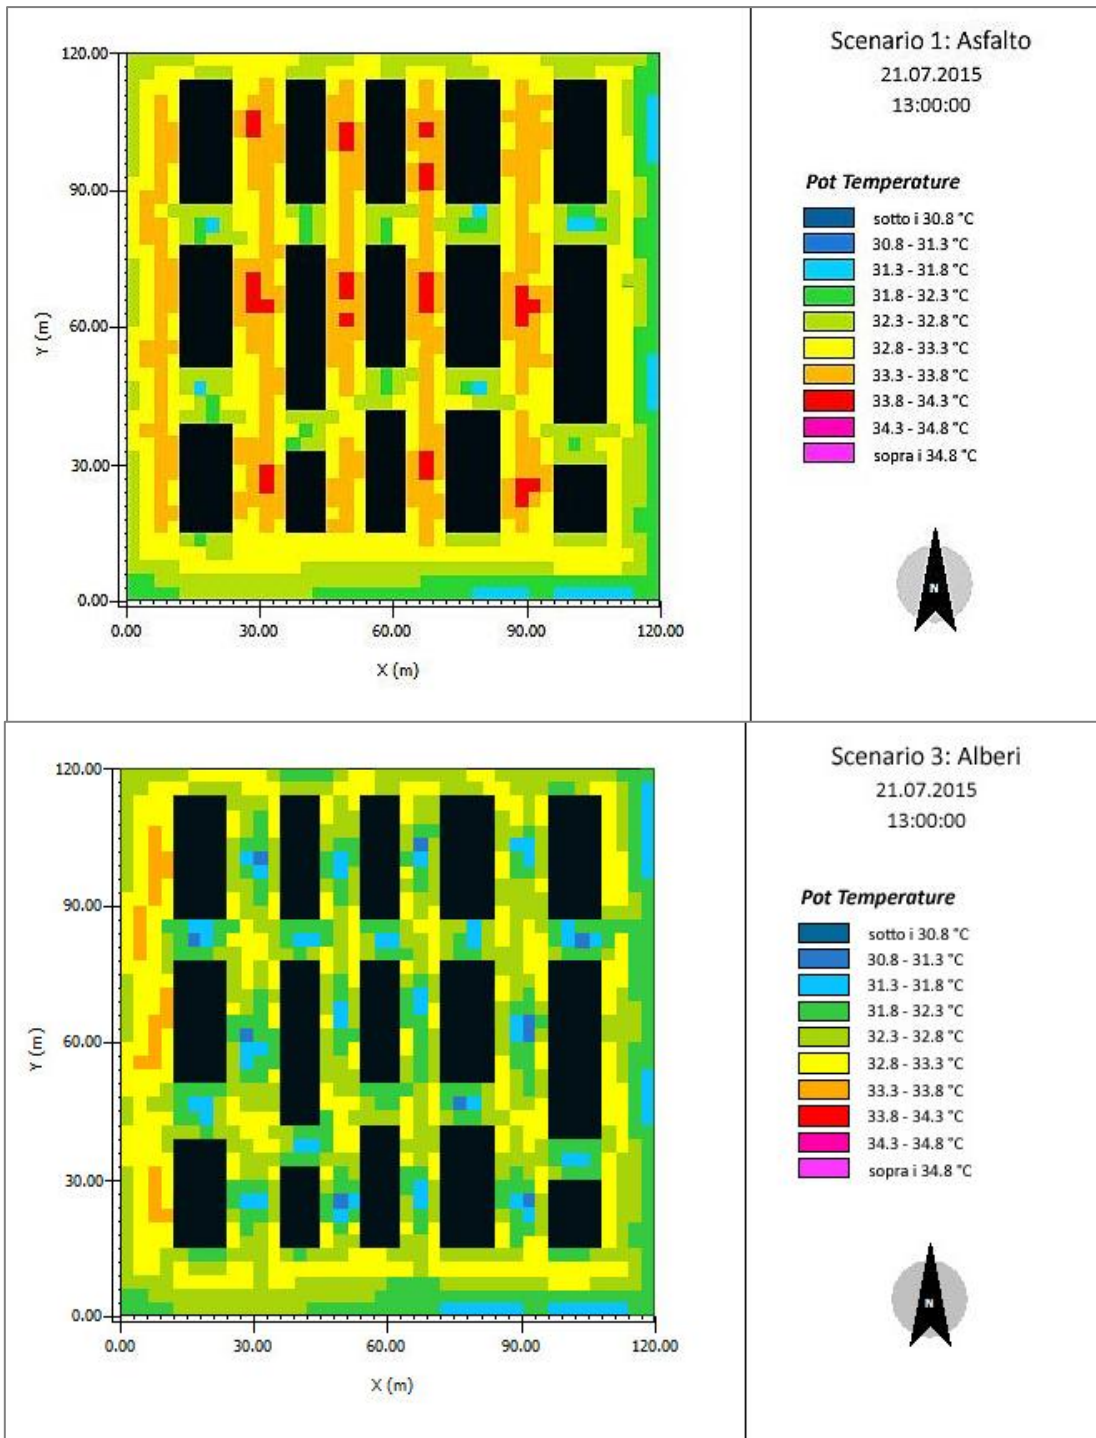 Scenario 1: Asfalto
21.07.2015
13:00:00
Pot Temperature
sotto i 30.8 °C
30.8 - 31.3 °C
31.3 - 31.8 °C
31.8 - 32.3 °C
32.3 - 32.8 °C
32.8 - 33.3 °C
33.3 - 33.8 °C
33.8 - 34.3 °C
34.3 - 34.8 °C
sopra i 34.8 °C
N
120.00
90.00
60.00
30.00
0.00
Y (m)
0.00 30.00 60.00 90.00 120.00
X (m)
Scenario 3: Alberi
21.07.2015
13:00:00
Pot Temperature
sotto i 30.8 °C
30.8 - 31.3 °C
31.3 - 31.8 °C
31.8 - 32.3 °C
32.3 - 32.8 °C
32.8 - 33.3 °C
33.3 - 33.8 °C
33.8 - 34.3 °C
34.3 - 34.8 °C
sopra i 34.8 °C
N
120.00
90.00
60.00
30.00
0.00
Y (m)
0.00 30.00 60.00 90.00 120.00
X (m)